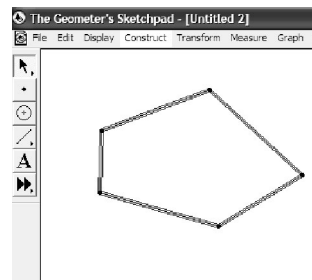 The Geometer's Sketchpad - [Untitled 2]
File Edit Display Construct Transform Measure Graph
A